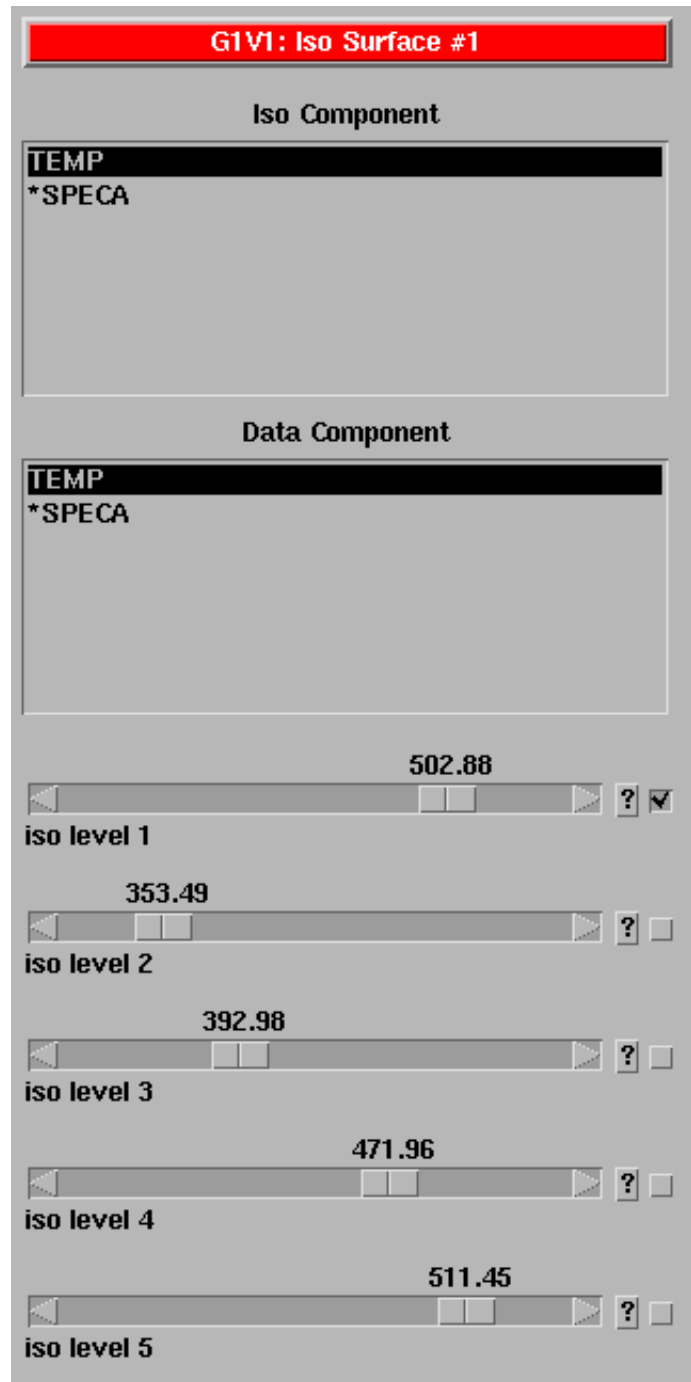 G1V1: Iso Surface #1
Iso Component
TEMP
*SPECA
Data Component
TEMP
*SPECA
502.88
?
iso level 1
353.49
?
iso level 2
392.98
?
iso level 3
471.96
?
iso level 4
511.45
?
iso level 5